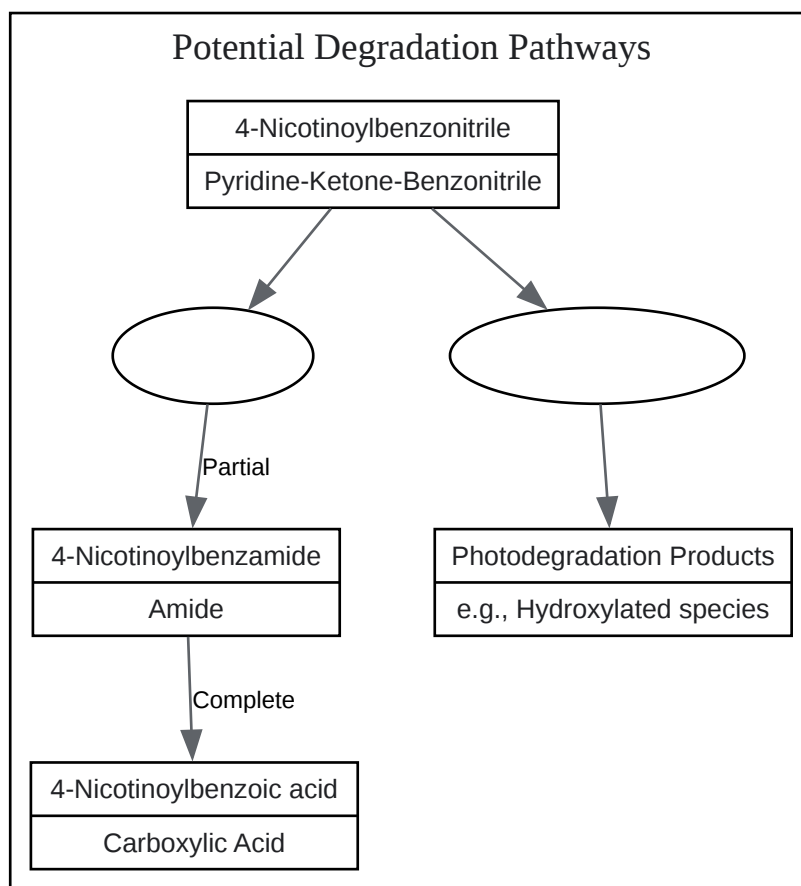 Potential Degradation Pathways
4-Nicotinoylbenzonitrile
Pyridine-Ketone-Benzonitrile
Partial
4-Nicotinoylbenzamide
Amide
Photodegradation Products
e.g., Hydroxylated species
Complete
4-Nicotinoylbenzoic acid
Carboxylic Acid